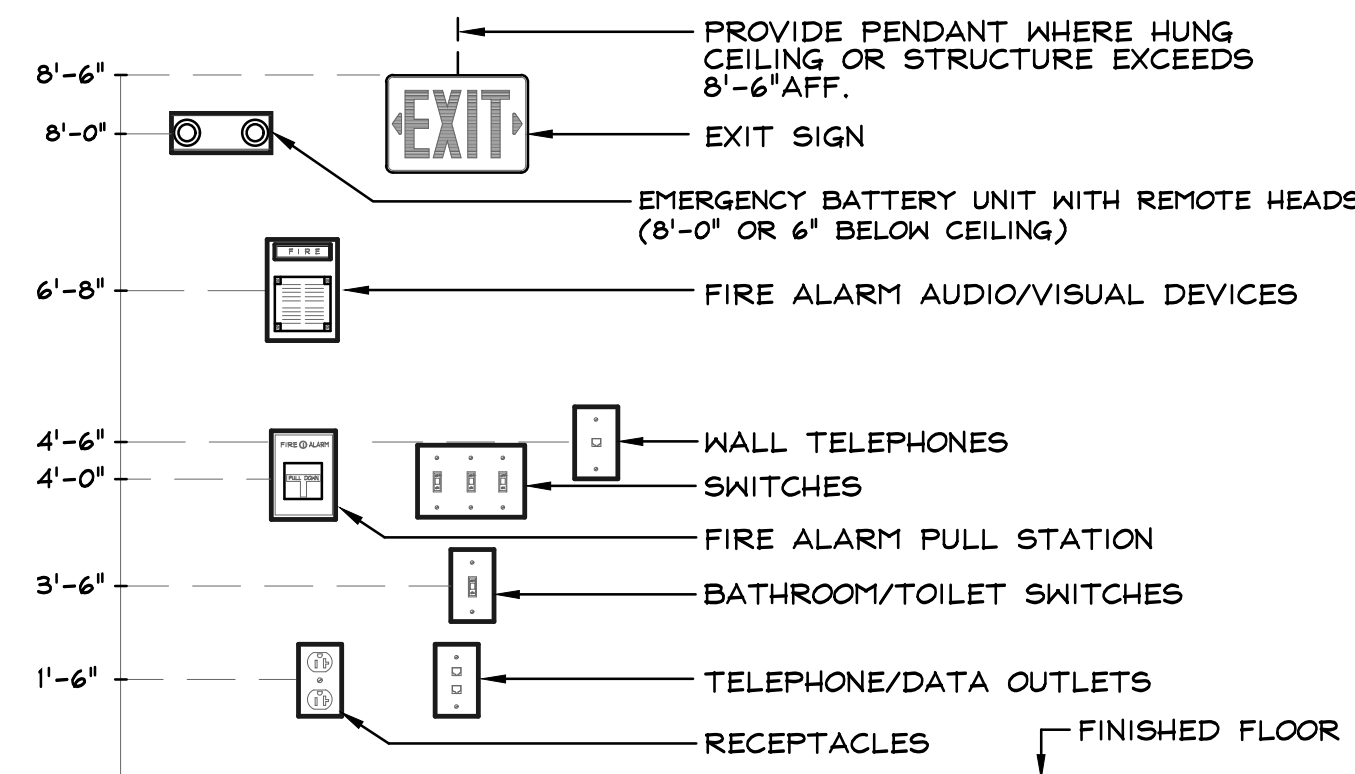 PROVIDE PENDANT WHERE HUNG
CEILING OR STRUCTURE EXCEEDS
8'-6"AFF.
8'-6"
EXIT
8'-0"
EXIT SIGN
EMERGENCY BATTERY UNIT WITH REMOTE HEADS
(8'-0" OR 6" BELOW CEILING)
FIRE
6'-8"
FIRE ALARM AUDIO/VISUAL DEVICES
4'-6"
FIRE ALARM
WALL TELEPHONES
4'-0"
PULL DOWN
SWITCHES
FIRE ALARM PULL STATION
3'-6"
BATHROOM/TOILET SWITCHES
1'-6"
TELEPHONE/DATA OUTLETS
RECEPTACLES
FINISHED FLOOR